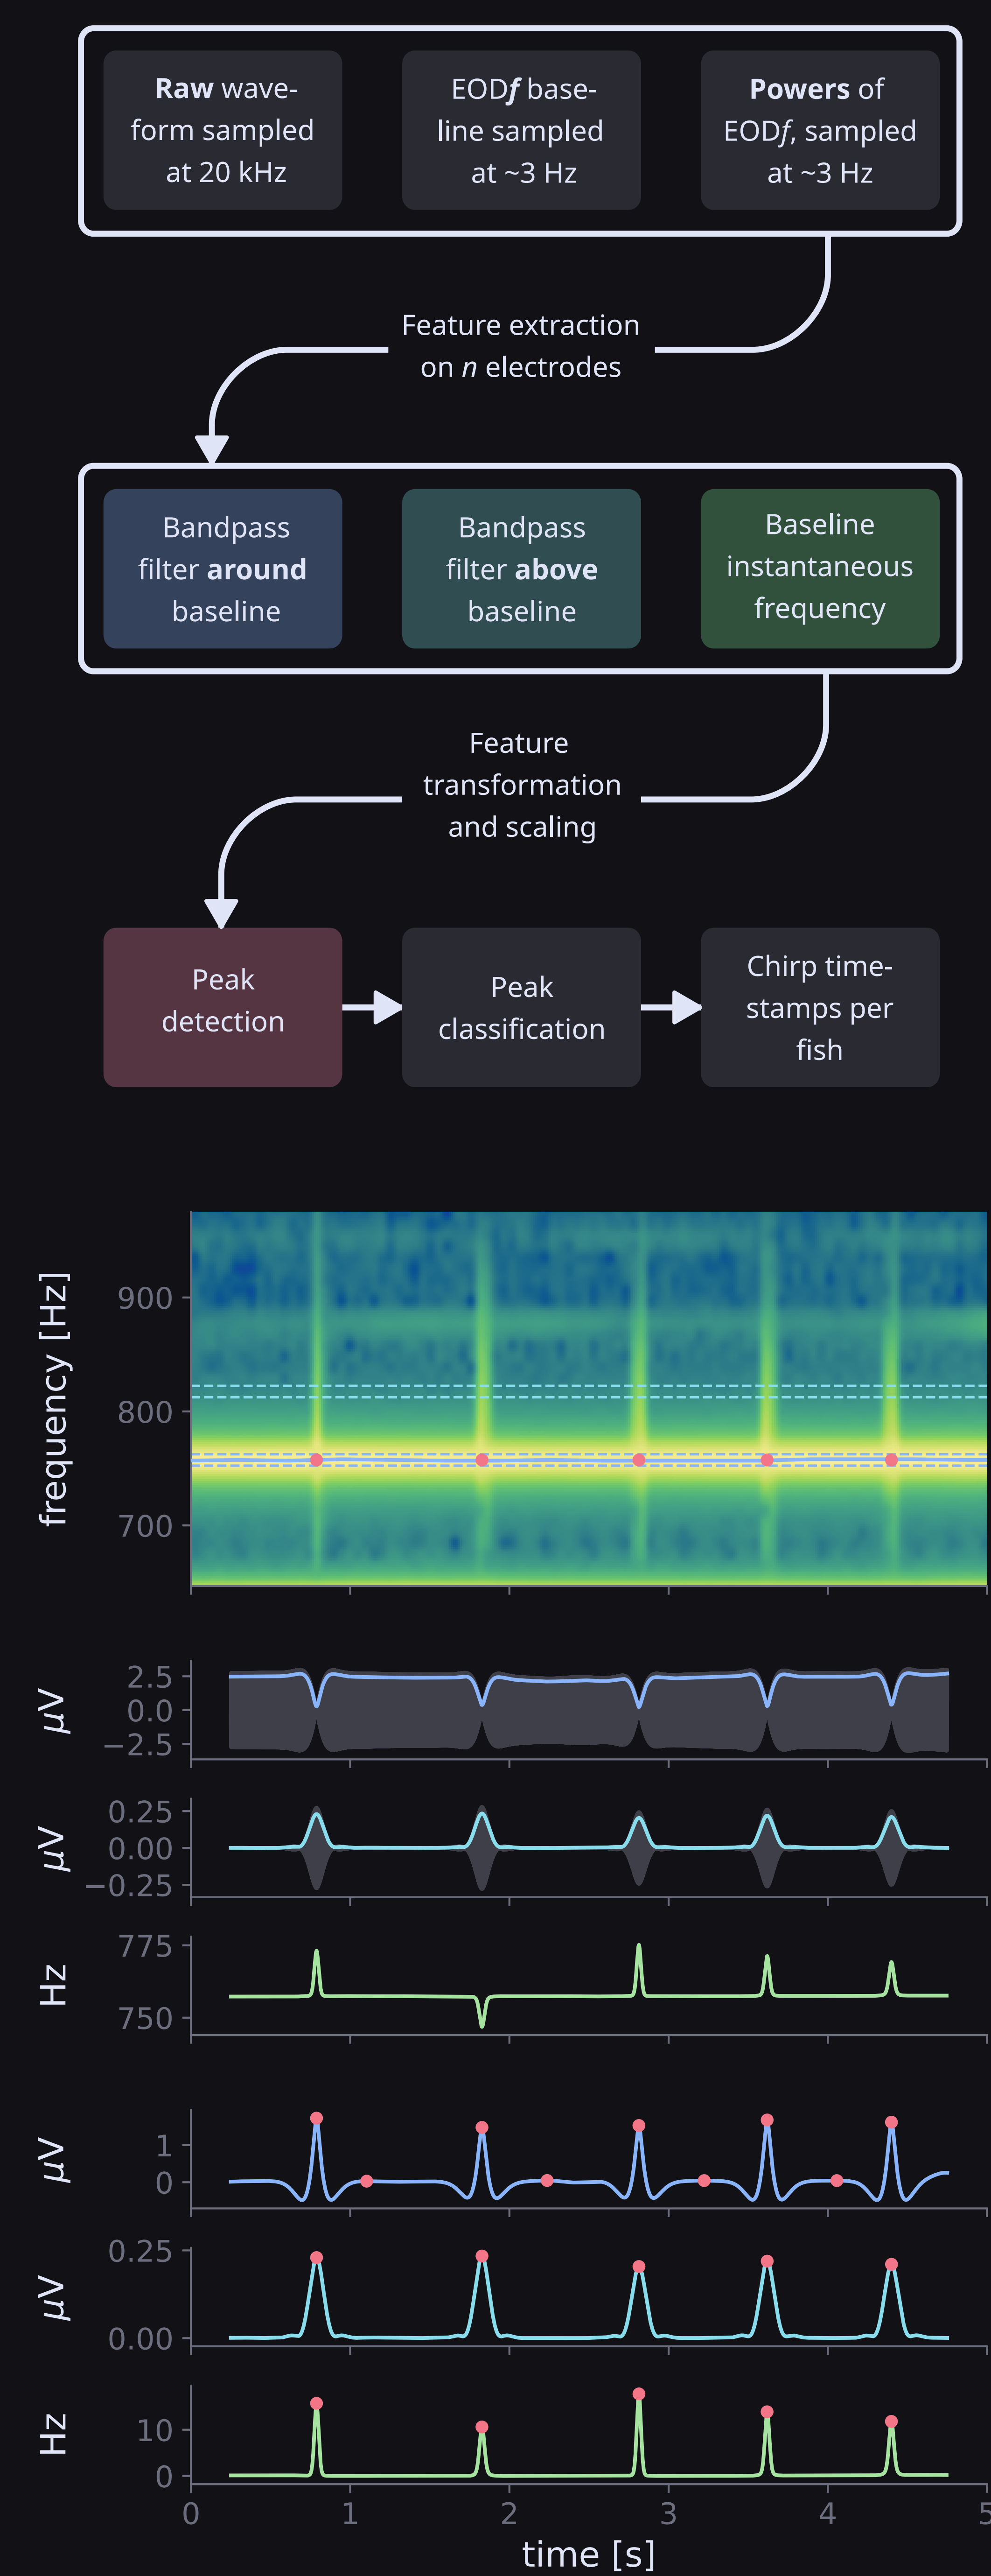 Raw wave-
form sampled
at 20 kHz
EODf base-
line sampled
at ~3 Hz
Powers of
EODf, sampled
at ~3 Hz
Feature extraction
on n electrodes
Bandpass
filter around
baseline
Bandpass
filter above
baseline
Baseline
instantaneous
frequency
Feature
transformation
and scaling
Peak
detection
Peak
classification
Chirp time-
stamps per
fish
frequency [Hz]
900
800
700
µV
2.5
0.0
−2.5
µV
0.25
0.00
−0.25
Hz
775
750
µV
1
0
µV
0.25
0.00
Hz
10
0
0 1 2 3 4 5
time [s]